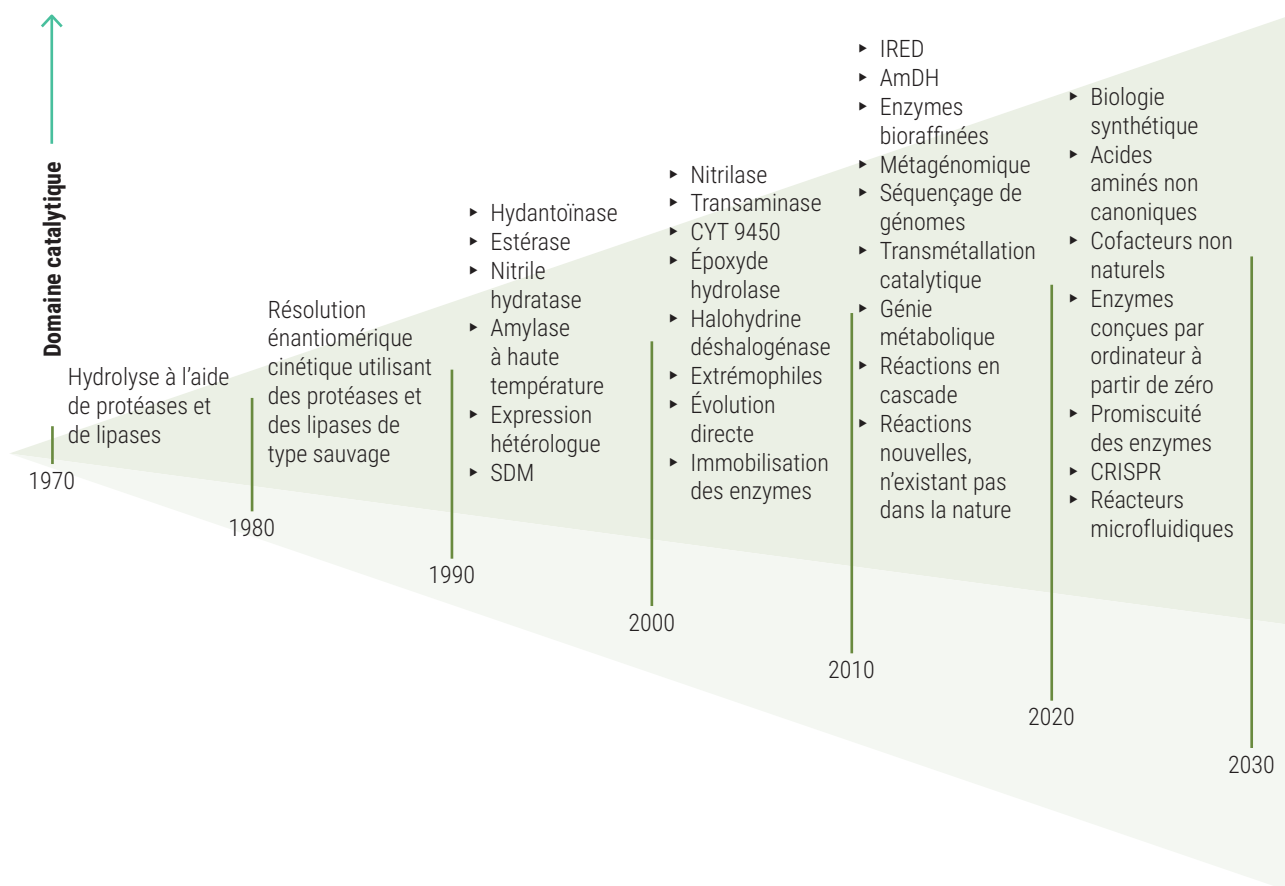 Domaine catalytique
Hydrolyse à l’aide
de protéases et
de lipases
1970
Résolution
énantiomérique
cinétique utilisant
des protéases et
des lipases de
type sauvage
1980
▸ Hydantoïnase
▸ Estérase
▸ Nitrile
hydratase
▸ Amylase
à haute
température
▸ Expression
hétérologue
▸ SDM
1990
▸ Nitrilase
▸ Transaminase
▸ CYT 9450
▸ Époxyde
hydrolase
▸ Halohydrine
déshalogénase
▸ Extrémophiles
▸ Évolution
directe
▸ Immobilisation
des enzymes
2000
▸ IRED
▸ AmDH
▸ Enzymes
bioraffinées
▸ Métagénomique
▸ Séquençage de
génomes
▸ Transmétallation
catalytique
▸ Génie
métabolique
▸ Réactions en
cascade
▸ Réactions
nouvelles,
n’existant pas
dans la nature
2010
▸ Biologie
synthétique
▸ Acides
aminés non
canoniques
▸ Cofacteurs non
naturels
▸ Enzymes
conçues par
ordinateur à
partir de zéro
▸ Promiscuité
des enzymes
▸ CRISPR
▸ Réacteurs
microfluidiques
2020
2030